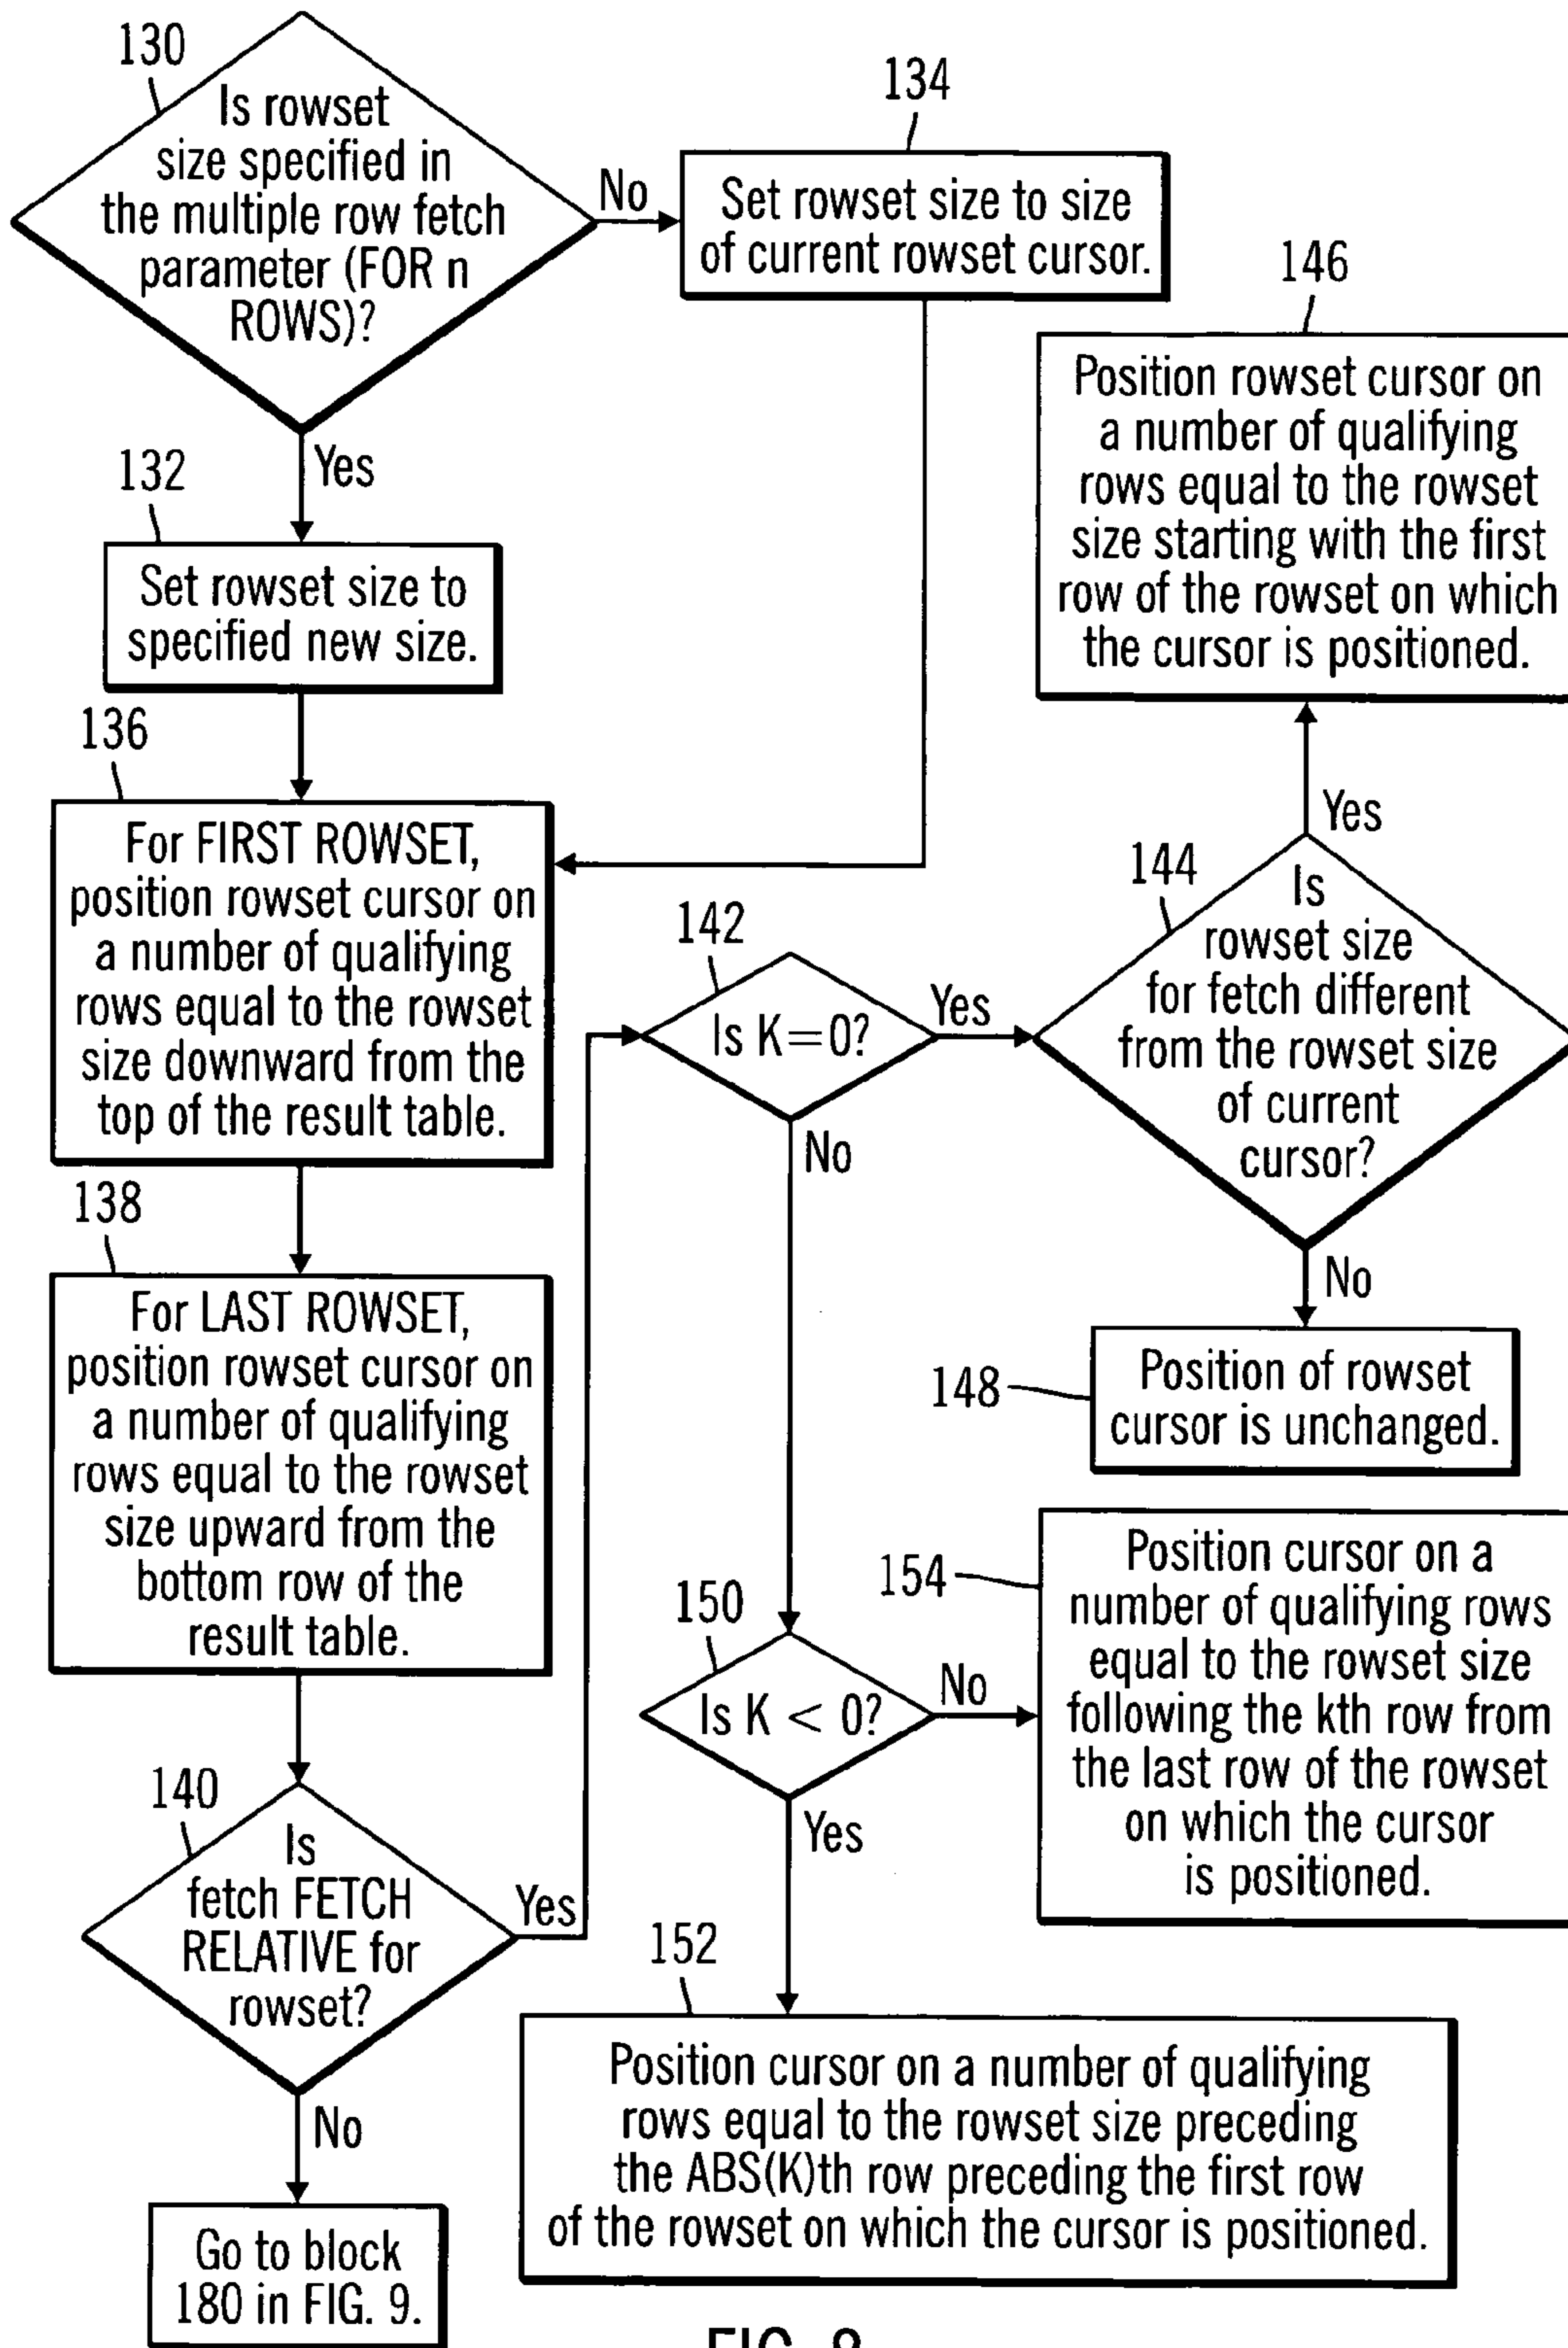 130
Is rowset
size specified in
the multiple row fetch
parameter (FOR n
ROWS)?
No
134
Set rowset size to size
of current rowset cursor.
Yes
132
Set rowset size to
specified new size.
136
For FIRST ROWSET,
position rowset cursor on
a number of qualifying
rows equal to the rowset
size downward from the
top of the result table.
138
For LAST ROWSET,
position rowset cursor on
a number of qualifying
rows equal to the rowset
size upward from the
bottom row of the
result table.
140
Is
fetch FETCH
RELATIVE for
rowset?
Yes
No
Go to block
180 in FIG. 9.
142
Is K=0?
Yes
No
144
Is
rowset size
for fetch different
from the rowset size
of current
cursor?
Yes
146
Position rowset cursor on
a number of qualifying
rows equal to the rowset
size starting with the first
row of the rowset on which
the cursor is positioned.
No
148
Position of rowset
cursor is unchanged.
150
Is K < 0?
No
154
Position cursor on a
number of qualifying rows
equal to the rowset size
following the kth row from
the last row of the rowset
on which the cursor
is positioned.
Yes
152
Position cursor on a number of qualifying
rows equal to the rowset size preceding
the ABS(K)th row preceding the first row
of the rowset on which the cursor is positioned.
FIG. 8